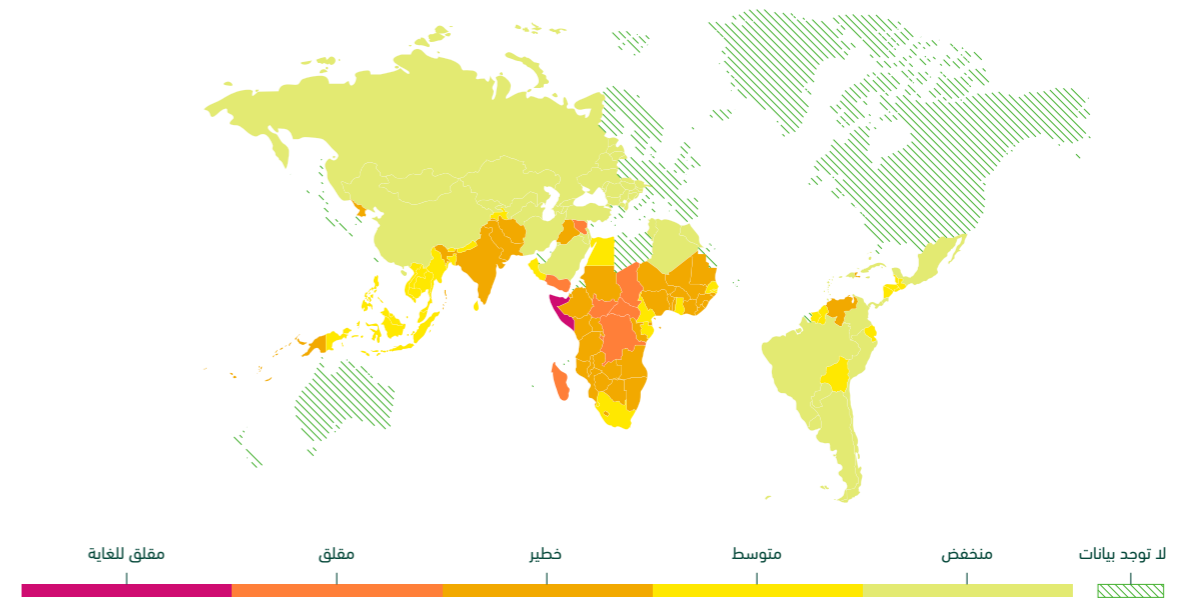 لا توجد بيانات منخفض متوسط خطير مقلق مقلق للغاية